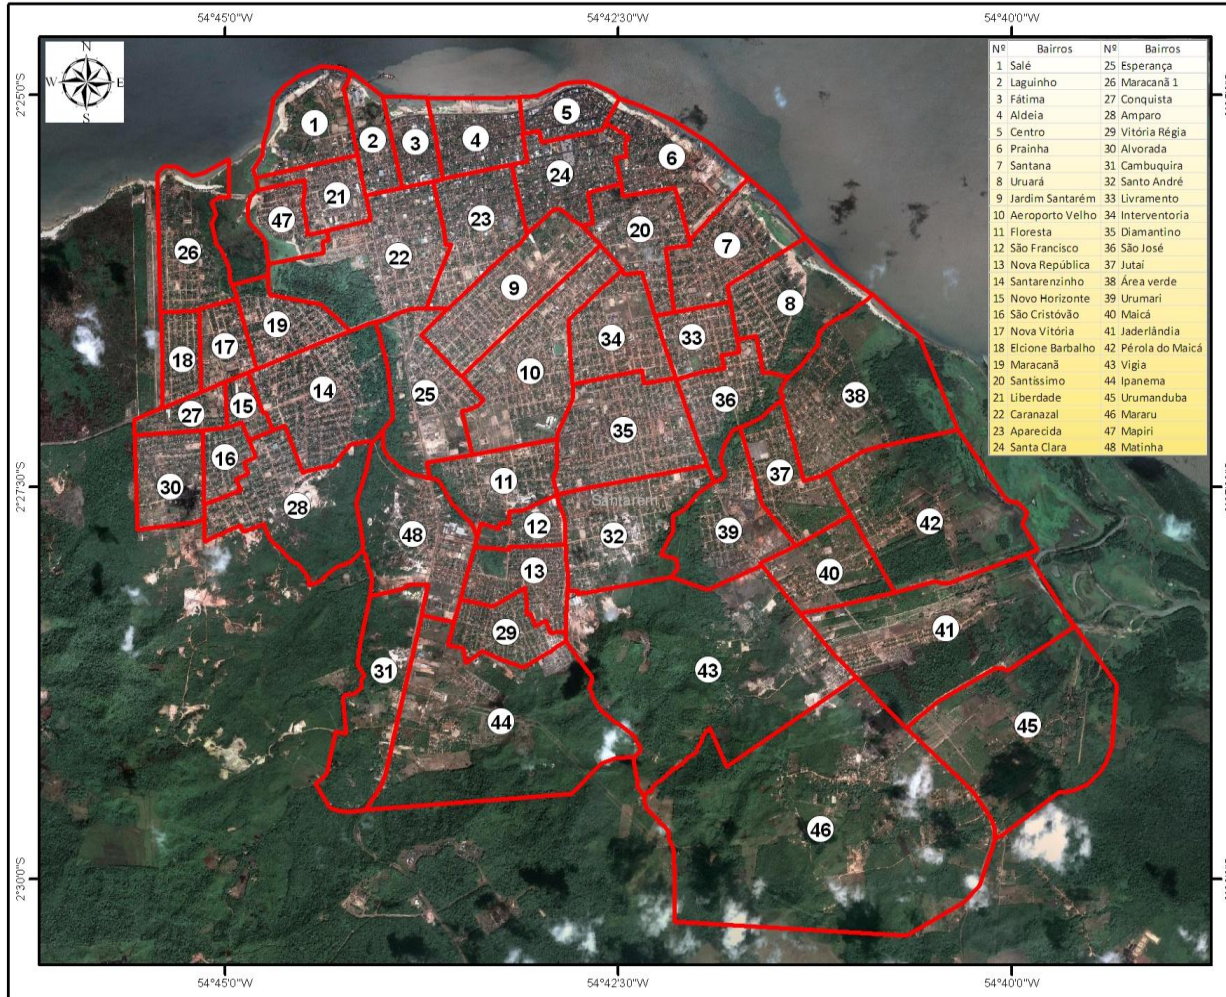 54°45'0"W 54°42'30"W 54°40'0"W
N
W E
S
Nº Bairros Nº Bairros
1 Salé 25 Esperança
2 Laguinho 26 Maracanã 1
3 Fátima 27 Conquista
4 Aldeia 28 Amparo
5 Centro 29 Vitória Régia
6 Prainha 30 Alvorada
7 Santana 31 Cambuquira
8 Uruará 32 Santo André
9 Jardim Santarém 33 Livramento
10 Aeroporto Velho 34 Interventoria
11 Floresta 35 Diamantino
12 São Francisco 36 São José
13 Nova República 37 Jutaí
14 Santarenzinho 38 Área verde
15 Novo Horizonte 39 Urumari
16 São Cristóvão 40 Maicá
17 Nova Vitória 41 Jaderlândia
18 Elcione Barbalho 42 Pérola do Maicá
19 Maracanã 43 Vigia
20 Santíssimo 44 Ipanema
21 Liberdade 45 Urumanduba
22 Caranazal 46 Mararu
23 Aparecida 47 Mapiri
24 Santa Clara 48 Matinha
2°25'0"S
5
1 2 3 4
6
24
21
47 23 20
26 22 7
9 8
19
18 17 34 33
10
14 25 36 38
15
27
35
16 11 37
30
28 12 42
48 32 39
13 40
29 41
31 43
44 45
46
Santarém
2°27'30"S
2°30'0"S
54°45'0"W 54°42'30"W 54°40'0"W